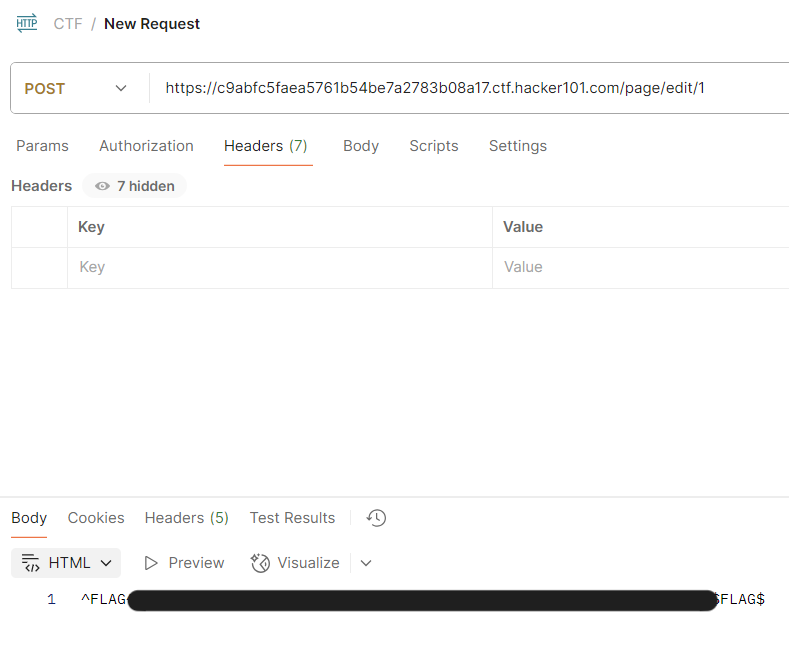 HTTP CTF / New Request
POST https://c9abfc5faea5761b54be7a2783b08a17.ctf.hacker101.com/page/edit/1
Params Authorization Headers (7) Body Scripts Settings
Headers 7 hidden
Key Value
Key Value
Body Cookies Headers (5) Test Results
HTML Preview Visualize
1 ^FLAG $FLAG$